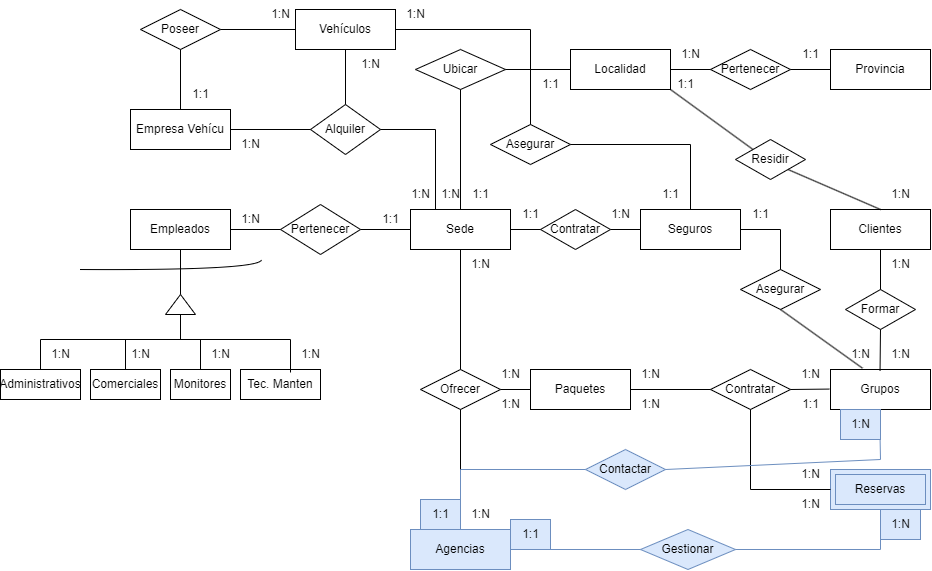 1:N
1:N
Poseer
Vehículos
1:N
Ubicar
Localidad
1:N
Pertenecer
1:1
Provincia
1:1
1:1
1:1
Empresa Vehícu
1:N
Alquiler
Asegurar
Residir
1:N
1:N
1:1
1:1
1:N
Empleados
1:N
Pertenecer
1:1
Sede
1:1
Contratar
1:N
Seguros
1:1
Clientes
1:N
1:N
Asegurar
Formar
1:N
1:N
1:N
1:N
1:N
1:N
Administrativos
Comerciales
Monitores
Tec. Manten
Ofrecer
1:N
1:N
Paquetes
1:N
1:N
Contratar
1:N
1:1
Grupos
1:N
Contactar
1:N
1:N
Reservas
1:1
1:N
1:1
1:N
Agencias
Gestionar